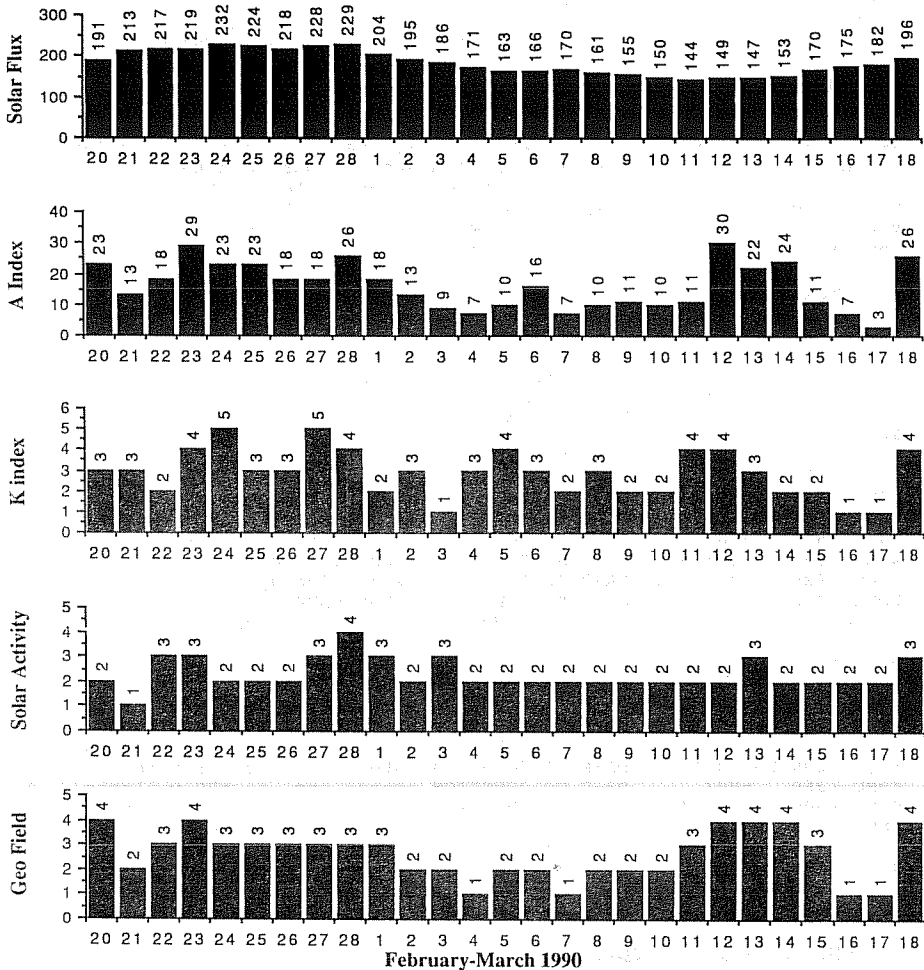 191 213 217 219 232 224 218 228 229 204 195 186 171 163 166 170 161 155 150 144 149 147 153 170 175 182 196
Solar Flux
300
200
100
0
20 21 22 23 24 25 26 27 28 1 2 3 4 5 6 7 8 9 10 11 12 13 14 15 16 17 18
A Index
40
30
20
10
0
23 13 18 29 23 23 18 18 26 18 13 9 7 10 16 7 10 11 10 11 30 22 24 11 7 3 26
20 21 22 23 24 25 26 27 28 1 2 3 4 5 6 7 8 9 10 11 12 13 14 15 16 17 18
K index
6
5
4
3
2
1
0
3 3 2 4 5 3 3 5 4 2 3 1 3 4 3 2 3 2 2 4 4 3 2 2 1 1 4
20 21 22 23 24 25 26 27 28 1 2 3 4 5 6 7 8 9 10 11 12 13 14 15 16 17 18
Solar Activity
5
4
3
2
1
0
2 1 3 3 2 2 2 3 4 3 2 3 2 2 2 2 2 2 2 2 2 3 2 2 2 2 3
20 21 22 23 24 25 26 27 28 1 2 3 4 5 6 7 8 9 10 11 12 13 14 15 16 17 18
Geo Field
5
4
3
2
1
0
4 2 3 4 3 3 3 3 3 3 2 2 1 2 2 1 2 2 2 3 4 4 4 3 1 1 4
20 21 22 23 24 25 26 27 28 1 2 3 4 5 6 7 8 9 10 11 12 13 14 15 16 17 18
February-March 1990